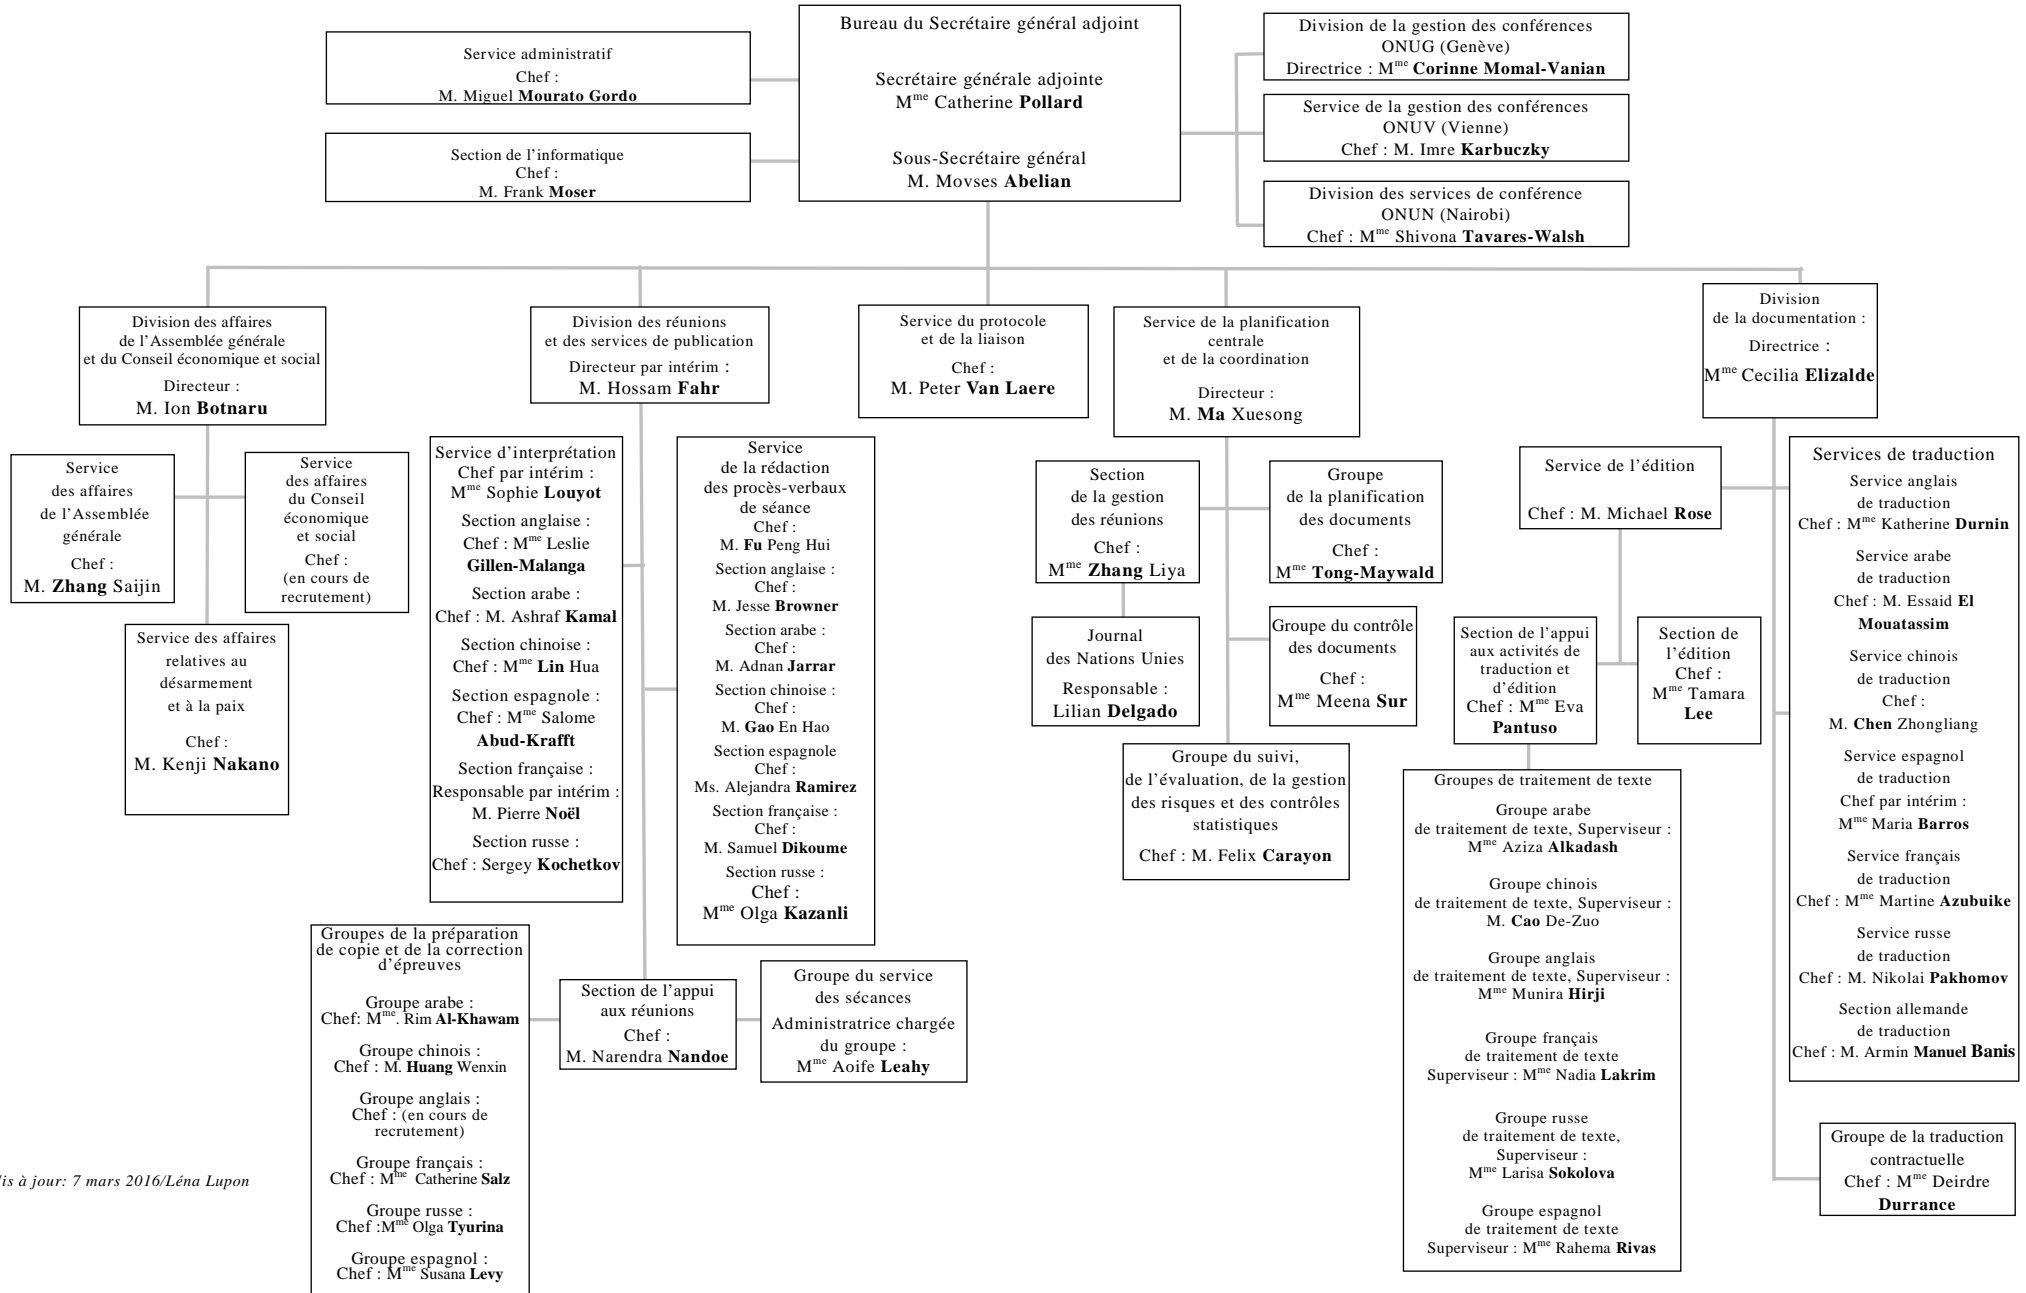 Service administratif
Chef :
M. Miguel Mourato Gordo
Section de l’informatique
Chef :
M. Frank Moser
Bureau du Secrétaire général adjoint
Secrétaire générale adjointe
Mme Catherine Pollard
Sous-Secrétaire général
M. Movses Abelian
Division de la gestion des conférences
ONUG (Genève)
Directrice : Mme Corinne Momal-Vanian
Service de la gestion des conférences
ONUV (Vienne)
Chef : M. Imre Karbuczky
Division des services de conférence
ONUN (Nairobi)
Chef : Mme Shivona Tavares-Walsh
Division des affaires
de l’Assemblée générale
et du Conseil économique et social
Directeur :
M. Ion Botnaru
Service
des affaires
de l’Assemblée
générale
Chef :
M. Zhang Saijin
Service
des affaires
du Conseil
économique
et social
Chef :
(en cours de
recrutement)
Service des affaires
relatives au
désarmement
et à la paix
Chef :
M. Kenji Nakano
Division des réunions
et des services de publication
Directeur par intérim :
M. Hossam Fahr
Service d’interprétation
Chef par intérim :
Mme Sophie Louyot
Section anglaise :
Chef : Mme Leslie
Gillen-Malanga
Section arabe :
Chef : M. Ashraf Kamal
Section chinoise :
Chef : Mme Lin Hua
Section espagnole :
Chef : Mme Salome
Abud-Krafft
Section française :
Responsable par intérim :
M. Pierre Noël
Section russe :
Chef : Sergey Kochetkov
Service
de la rédaction
des procès-verbaux
de séance
Chef :
M. Fu Peng Hui
Section anglaise :
Chef :
M. Jesse Browner
Section arabe :
Chef :
M. Adnan Jarrar
Section chinoise :
Chef :
M. Gao En Hao
Section espagnole
Chef :
Ms. Alejandra Ramirez
Section française :
Chef :
M. Samuel Dikoume
Section russe :
Chef :
Mme Olga Kazanli
Groupes de la préparation
de copie et de la correction
d’épreuves
Groupe arabe :
Chef: Mme. Rim Al-Khawam
Groupe chinois :
Chef : M. Huang Wenxin
Groupe anglais :
Chef : (en cours de
recrutement)
Groupe français :
Chef : Mme Catherine Salz
Groupe russe :
Chef :Mme Olga Tyurina
Groupe espagnol :
Chef : Mme Susana Levy
Section de l’appui
aux réunions
Chef :
M. Narendra Nandoe
Groupe du service
des sécances
Administratrice chargée
du groupe :
Mme Aoife Leahy
Service du protocole
et de la liaison
Chef :
M. Peter Van Laere
Service de la planification
centrale
et de la coordination
Directeur :
M. Ma Xuesong
Section
de la gestion
des réunions
Chef :
Mme Zhang Liya
Groupe
de la planification
des documents
Chef :
Mme Tong-Maywald
Journal
des Nations Unies
Responsable :
Lilian Delgado
Groupe du contrôle
des documents
Chef :
Mme Meena Sur
Groupe du suivi,
de l’évaluation, de la gestion
des risques et des contrôles
statistiques
Chef : M. Felix Carayon
Division
de la documentation :
Directrice :
Mme Cecilia Elizalde
Service de l’édition
Chef : M. Michael Rose
Section de l’appui
aux activités de
traduction et
d’édition
Chef : Mme Eva
Pantuso
Section de
l’édition
Chef :
Mme Tamara
Lee
Groupes de traitement de texte
Groupe arabe
de traitement de texte, Superviseur :
Mme Aziza Alkadash
Groupe chinois
de traitement de texte, Superviseur :
M. Cao De-Zuo
Groupe anglais
de traitement de texte, Superviseur :
Mme Munira Hirji
Groupe français
de traitement de texte
Superviseur : Mme Nadia Lakrim
Groupe russe
de traitement de texte,
Superviseur :
Mme Larisa Sokolova
Groupe espagnol
de traitement de texte
Superviseur : Mme Rahema Rivas
Services de traduction
Service anglais
de traduction
Chef : Mme Katherine Durnin
Service arabe
de traduction
Chef : M. Essaid El
Mouatassim
Service chinois
de traduction
Chef :
M. Chen Zhongliang
Service espagnol
de traduction
Chef par intérim :
Mme Maria Barros
Service français
de traduction
Chef : Mme Martine Azubuike
Service russe
de traduction
Chef : M. Nikolai Pakhomov
Section allemande
de traduction
Chef : M. Armin Manuel Banis
Groupe de la traduction
contractuelle
Chef : Mme Deirdre
Durrance
is à jour: 7 mars 2016/Léna Lupon